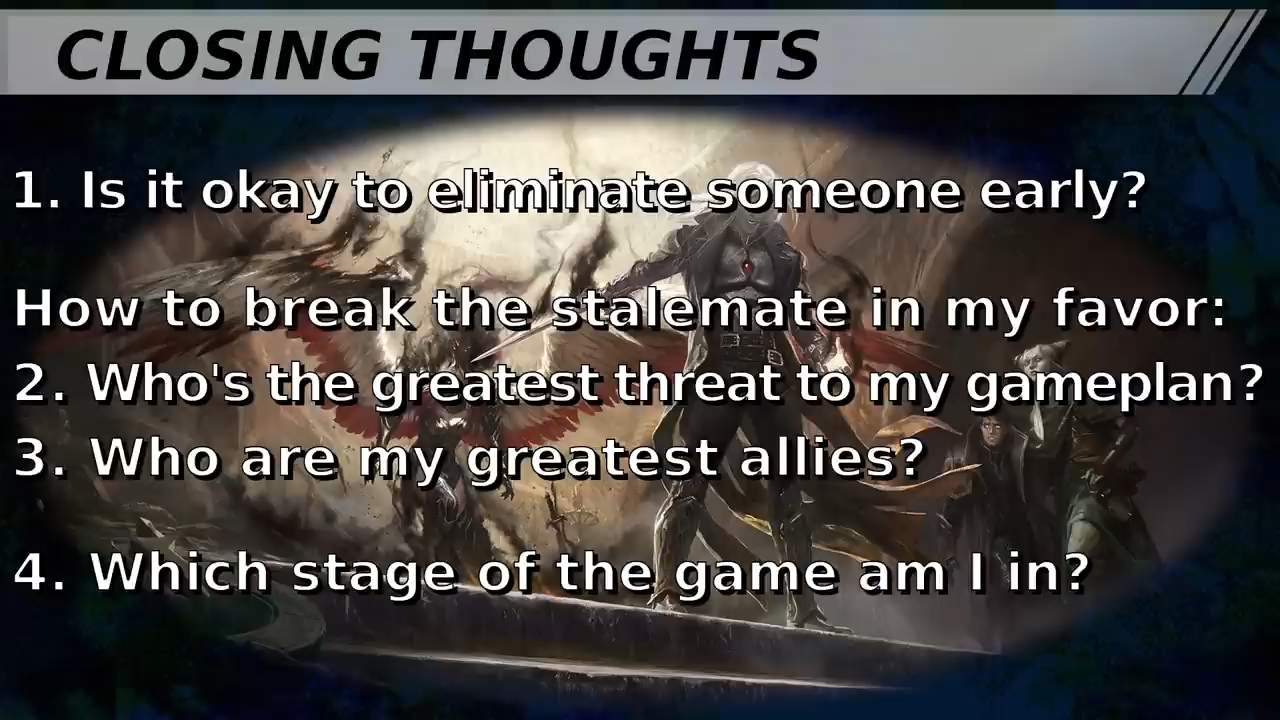 CLOSING THOUGHTS
1. Is it okay to eliminate someone early?
How to break the stalemate in my favor:
2. Who's the greatest threat to my gameplan?
3. Who are my greatest allies?
4. Which stage of the game am I in?